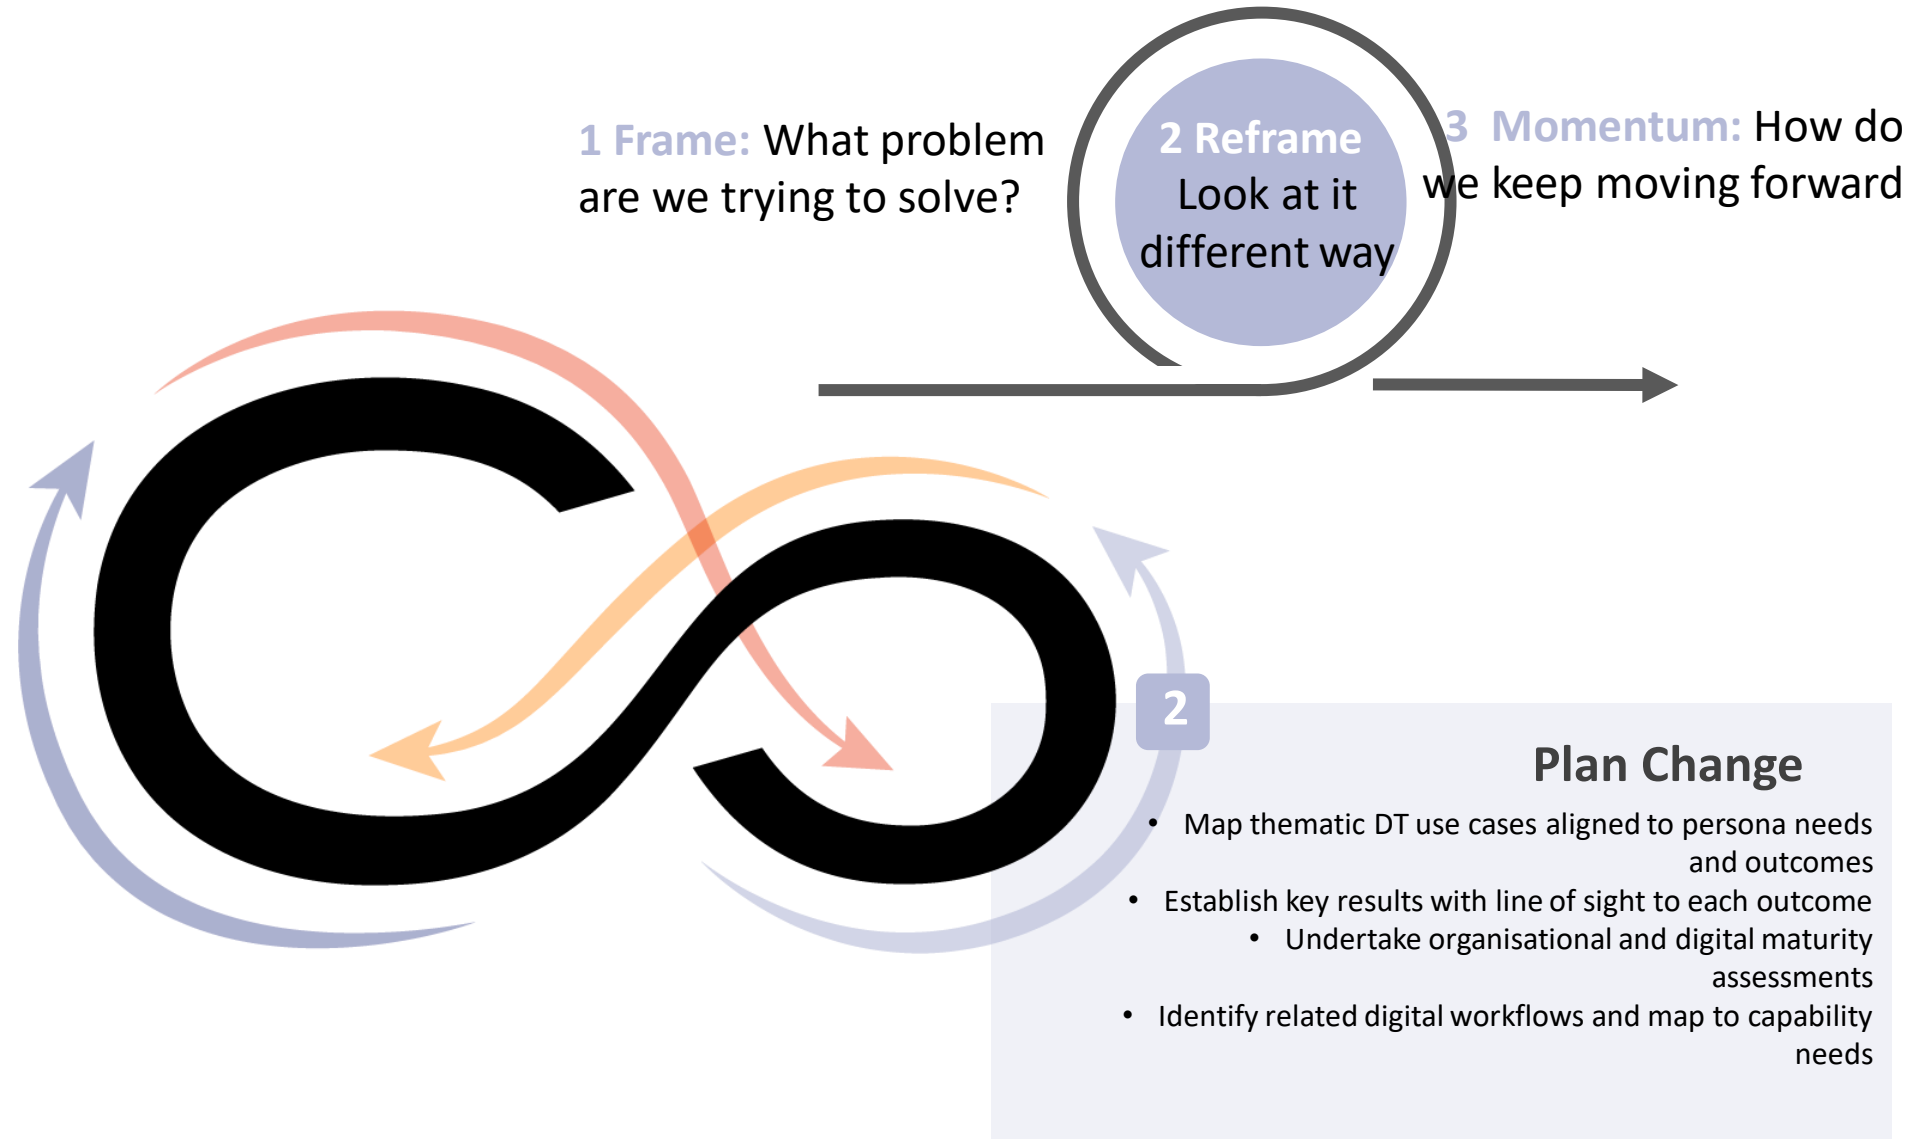 1 Frame: What problem
are we trying to solve?
2 Reframe
Look at it
different way
3 Momentum: How do
we keep moving forward
2
Plan Change
• Map thematic DT use cases aligned to persona needs
and outcomes
• Establish key results with line of sight to each outcome
• Undertake organisational and digital maturity
assessments
• Identify related digital workflows and map to capability
needs